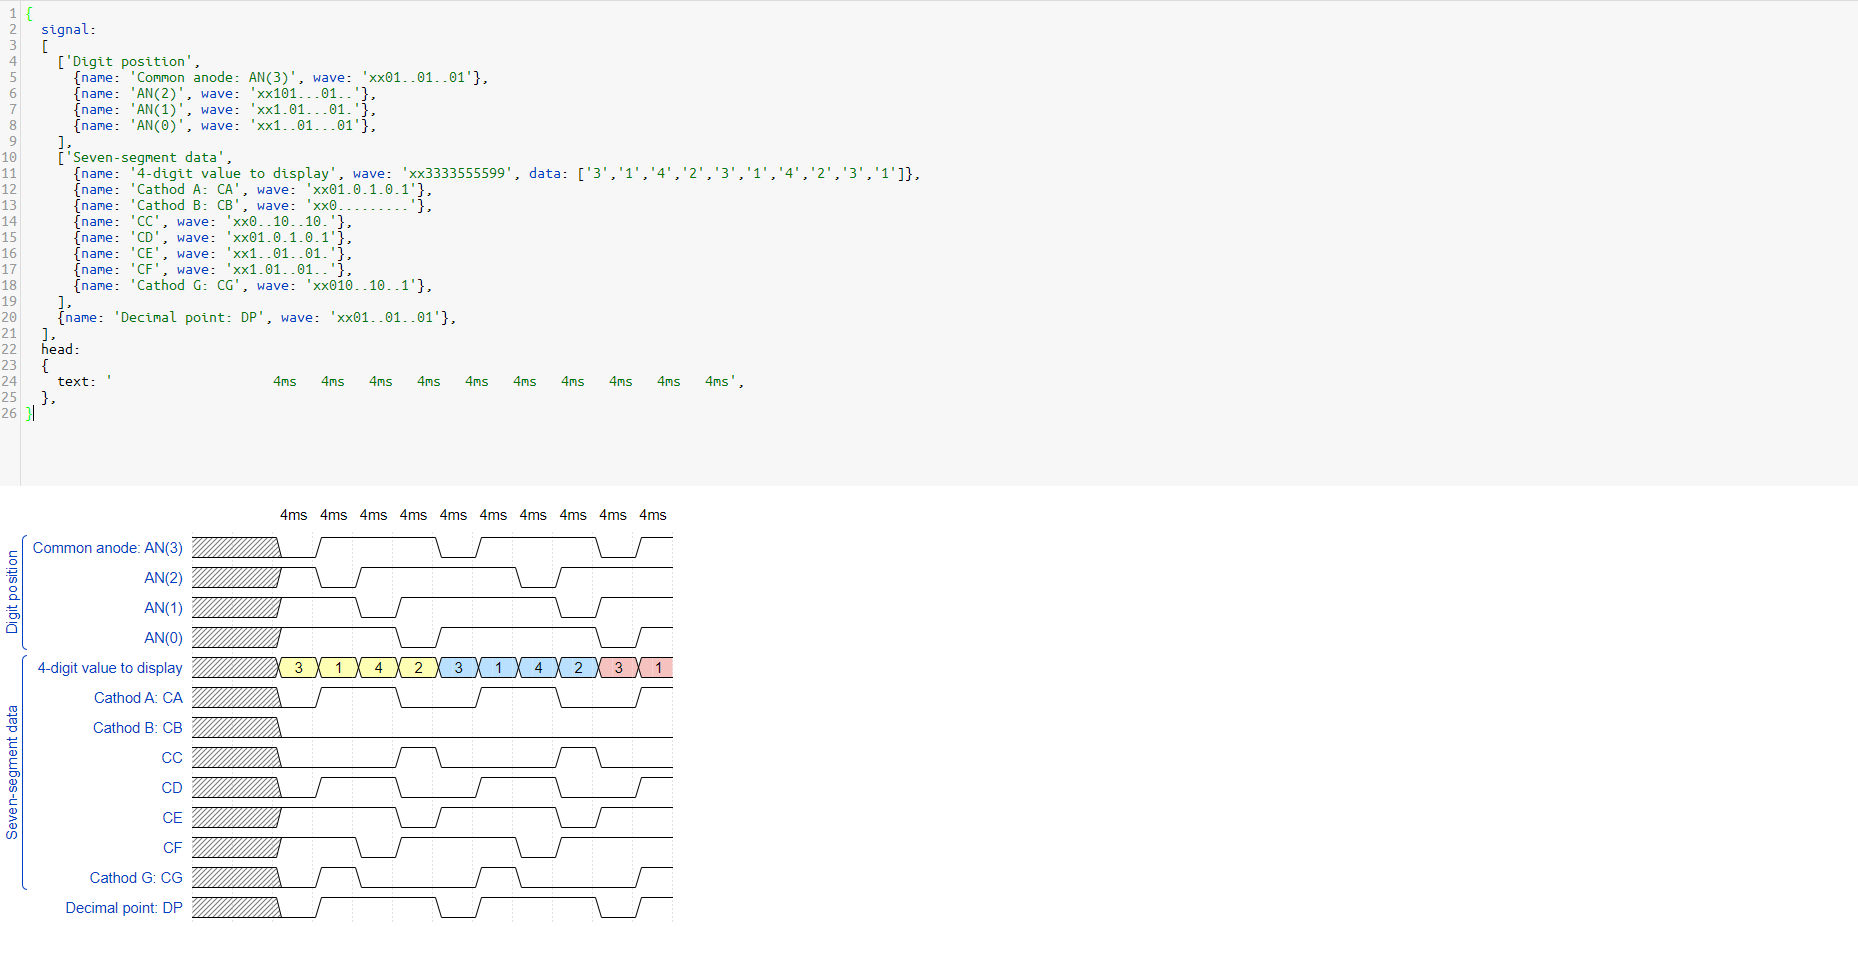 1 {
2   signal:
3   [
4     ['Digit position',
5       {name: 'Common anode: AN(3)', wave: 'xx01..01..01'},
6       {name: 'AN(2)', wave: 'xx101...01..'},
7       {name: 'AN(1)', wave: 'xx1.01...01.'},
8       {name: 'AN(0)', wave: 'xx1..01...01'},
9     ],
10     ['Seven-segment data',
11       {name: '4-digit value to display', wave: 'xx3333555599', data: ['3','1','4','2','3','1','4','2','3','1']},
12       {name: 'Cathod A: CA', wave: 'xx01.0.1.0.1'},
13       {name: 'Cathod B: CB', wave: 'xx0.........'},
14       {name: 'CC', wave: 'xx0..10..10.'},
15       {name: 'CD', wave: 'xx01.0.1.0.1'},
16       {name: 'CE', wave: 'xx1..01..01.'},
17       {name: 'CF', wave: 'xx1.01..01..'},
18       {name: 'Cathod G: CG', wave: 'xx010..10..1'},
19     ],
20     {name: 'Decimal point: DP', wave: 'xx01..01..01'},
21   ],
22   head:
23   {
24     text: '                    4ms   4ms   4ms   4ms   4ms   4ms   4ms   4ms   4ms   4ms',
25   },
26 }
4ms 4ms 4ms 4ms 4ms 4ms 4ms 4ms 4ms 4ms
Digit position
Common anode: AN(3)
AN(2)
AN(1)
AN(0)
Seven-segment data
4-digit value to display 3 1 4 2 3 1 4 2 3 1
Cathod A: CA
Cathod B: CB
CC
CD
CE
CF
Cathod G: CG
Decimal point: DP